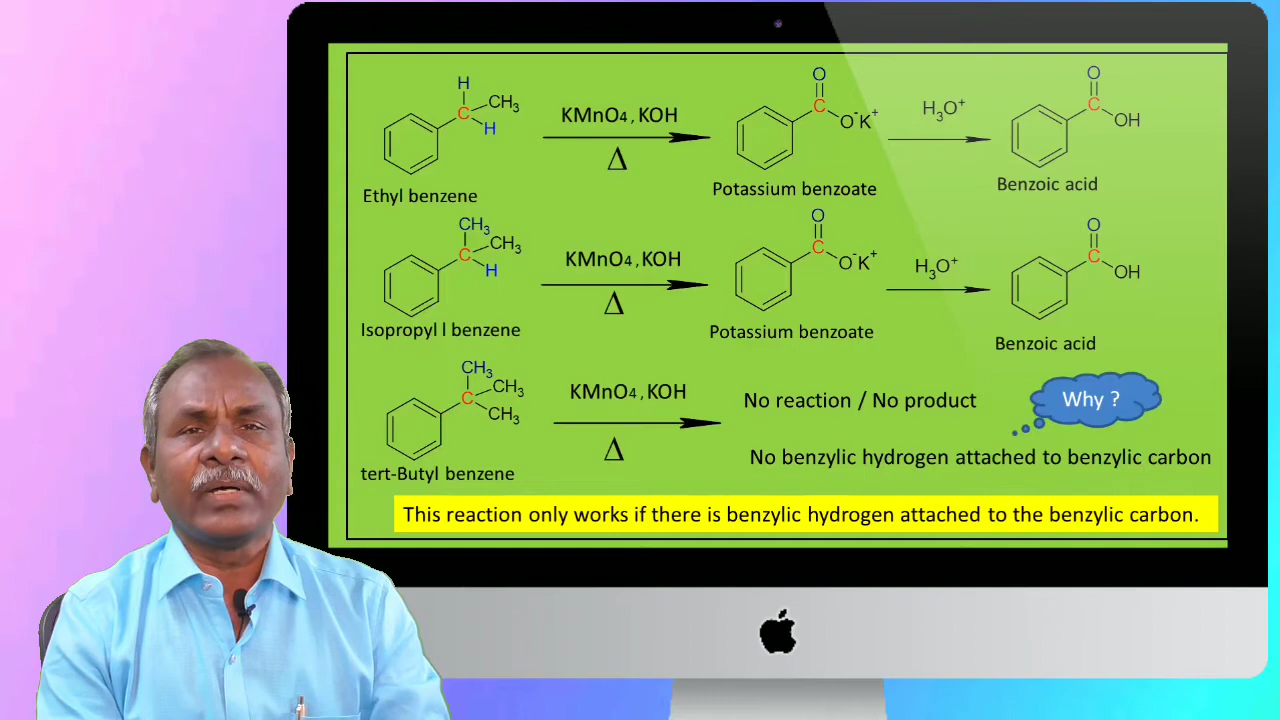 H
C CH₃
H
KMnO₄ , KOH
Δ
O
C
O⁻K⁺
H₃O⁺
O
C
OH
Ethyl benzene
Potassium benzoate
Benzoic acid
CH₃
C CH₃
H
KMnO₄ ,KOH
Δ
O
C
O⁻K⁺
H₃O⁺
O
C
OH
Isopropyl l benzene
Potassium benzoate
Benzoic acid
CH₃
C CH₃
CH₃
KMnO₄ ,KOH
Δ
No reaction / No product
Why ?
No benzylic hydrogen attached to benzylic carbon
tert-Butyl benzene
This reaction only works if there is benzylic hydrogen attached to the benzylic carbon.